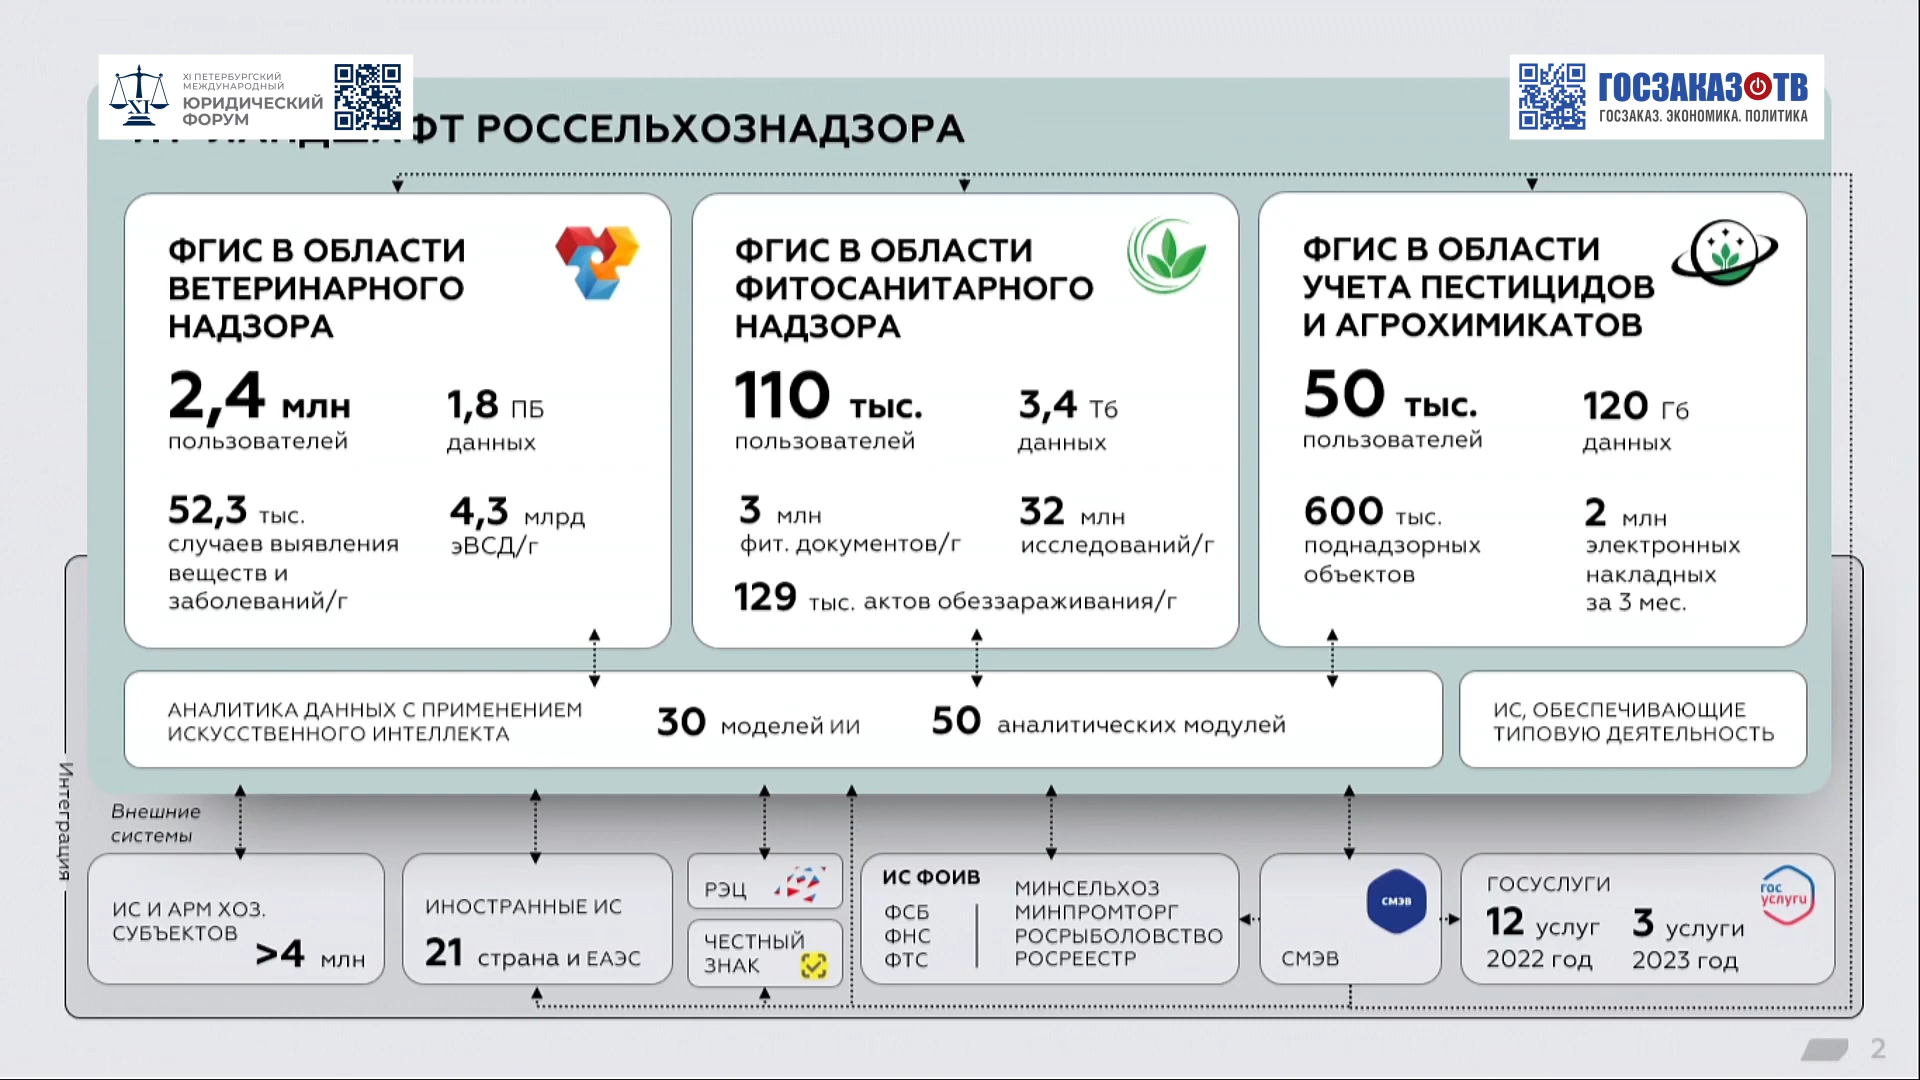 XI ПЕТЕРБУРГСКИЙ
МЕЖДУНАРОДНЫЙ
ЮРИДИЧЕСКИЙ
ФОРУМ
XI
ГОСЗАКАЗ ТВ
ГОСЗАКАЗ. ЭКОНОМИКА. ПОЛИТИКА
РОССЕЛЬХОЗНАДЗОРА
ФГИС В ОБЛАСТИ
ВЕТЕРИНАРНОГО
НАДЗОРА
2,4 млн
пользователей
1,8 ПБ
данных
52,3 тыс.
случаев выявления
веществ и
заболеваний/г
4,3 млрд
эВСД/г
ФГИС В ОБЛАСТИ
ФИТОСАНИТАРНОГО
НАДЗОРА
110 тыс.
пользователей
3,4 Тб
данных
3 млн
фит. документов/г
32 млн
исследований/г
129 тыс. актов обеззараживания/г
ФГИС В ОБЛАСТИ
УЧЕТА ПЕСТИЦИДОВ
И АГРОХИМИКАТОВ
50 тыс.
пользователей
120 Гб
данных
600 тыс.
поднадзорных
объектов
2 млн
электронных
накладных
за 3 мес.
АНАЛИТИКА ДАННЫХ С ПРИМЕНЕНИЕМ
ИСКУССТВЕННОГО ИНТЕЛЛЕКТА
30 моделей ИИ
50 аналитических модулей
ИС, ОБЕСПЕЧИВАЮЩИЕ
ТИПОВУЮ ДЕЯТЕЛЬНОСТЬ
Интеграция
Внешние
системы
ИС И АРМ ХОЗ.
СУБЪЕКТОВ
>4 млн
ИНОСТРАННЫЕ ИС
21 страна и ЕАЭС
РЭЦ
ЧЕСТНЫЙ
ЗНАК
ИС ФОИВ
ФСБ
ФНС
ФТС
МИНСЕЛЬХОЗ
МИНПРОМТОРГ
РОСРЫБОЛОВСТВО
РОСРЕЕСТР
СМЭВ
СМЭВ
ГОСУСЛУГИ
гос
услуги
12 услуг
2022 год
3 услуги
2023 год
2